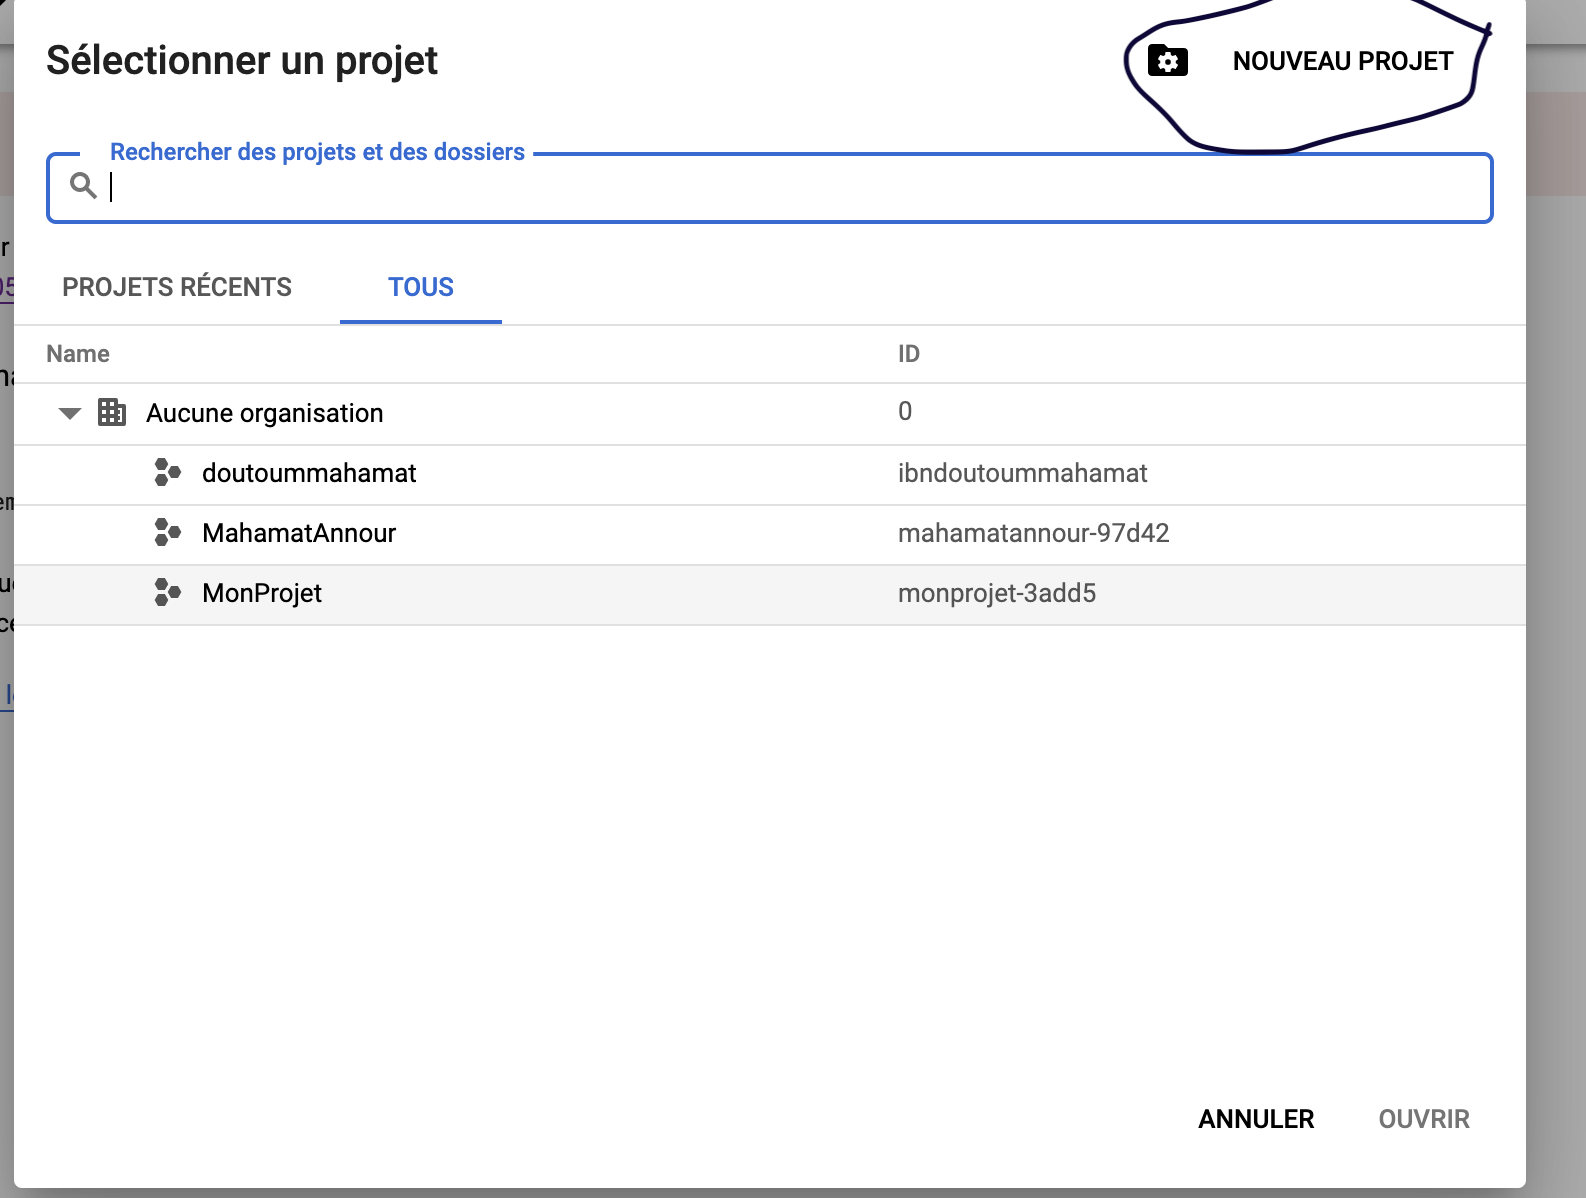 Sélectionner un projet
NOUVEAU PROJET
Rechercher des projets et des dossiers
PROJETS RÉCENTS
TOUS
Name
ID
Aucune organisation
0
doutoummahamat
ibndoutoummahamat
MahamatAnnour
mahamatannour-97d42
MonProjet
monprojet-3add5
ANNULER
OUVRIR